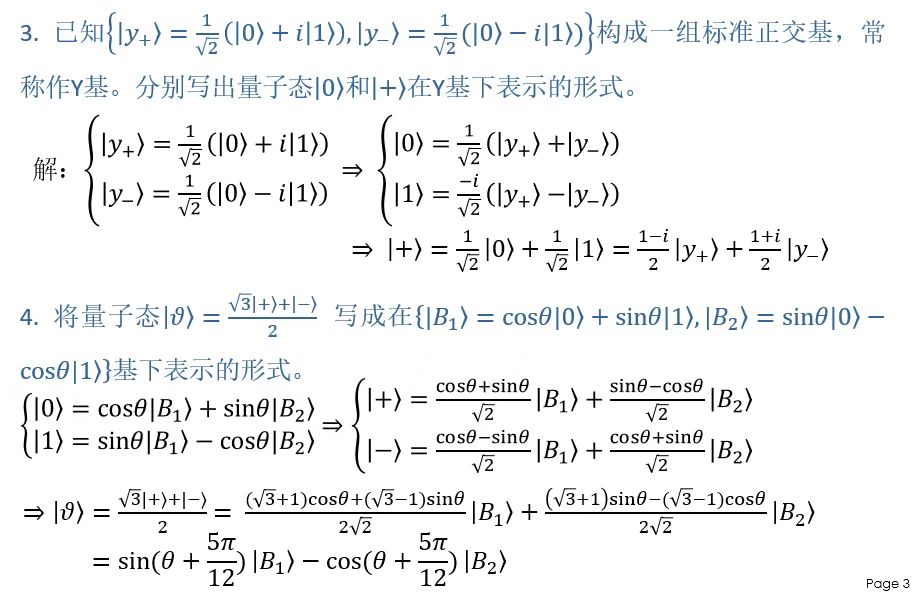 3. 已知{|y₊⟩ = 1/√2 (|0⟩ + i|1⟩), |y₋⟩ = 1/√2 (|0⟩ − i|1⟩)}构成一组标准正交基，常
称作Y基。分别写出量子态|0⟩和|+⟩在Y基下表示的形式。
解： { |y₊⟩ = 1/√2 (|0⟩ + i|1⟩) ⇒ { |0⟩ = 1/√2 (|y₊⟩ +|y₋⟩)
|y₋⟩ = 1/√2 (|0⟩ − i|1⟩) |1⟩ = −i/√2 (|y₊⟩ −|y₋⟩)
⇒ |+⟩ = 1/√2 |0⟩ + 1/√2 |1⟩ = 1−i/2 |y₊⟩ + 1+i/2 |y₋⟩
4. 将量子态|ϑ⟩ = √3|+⟩+|−⟩/2 写成在{|B₁⟩ = cosθ|0⟩ + sinθ|1⟩, |B₂⟩ = sinθ|0⟩ −
cosθ|1⟩}基下表示的形式。
{ |0⟩ = cosθ|B₁⟩ + sinθ|B₂⟩ ⇒ { |+⟩ = cosθ+sinθ/√2 |B₁⟩ + sinθ−cosθ/√2 |B₂⟩
|1⟩ = sinθ|B₁⟩ − cosθ|B₂⟩ |−⟩ = cosθ−sinθ/√2 |B₁⟩ + cosθ+sinθ/√2 |B₂⟩
⇒ |ϑ⟩ = √3|+⟩+|−⟩/2 = (√3+1)cosθ+(√3−1)sinθ/2√2 |B₁⟩ + (√3+1)sinθ−(√3−1)cosθ/2√2 |B₂⟩
= sin(θ + 5π/12) |B₁⟩ − cos(θ + 5π/12) |B₂⟩
Page 3